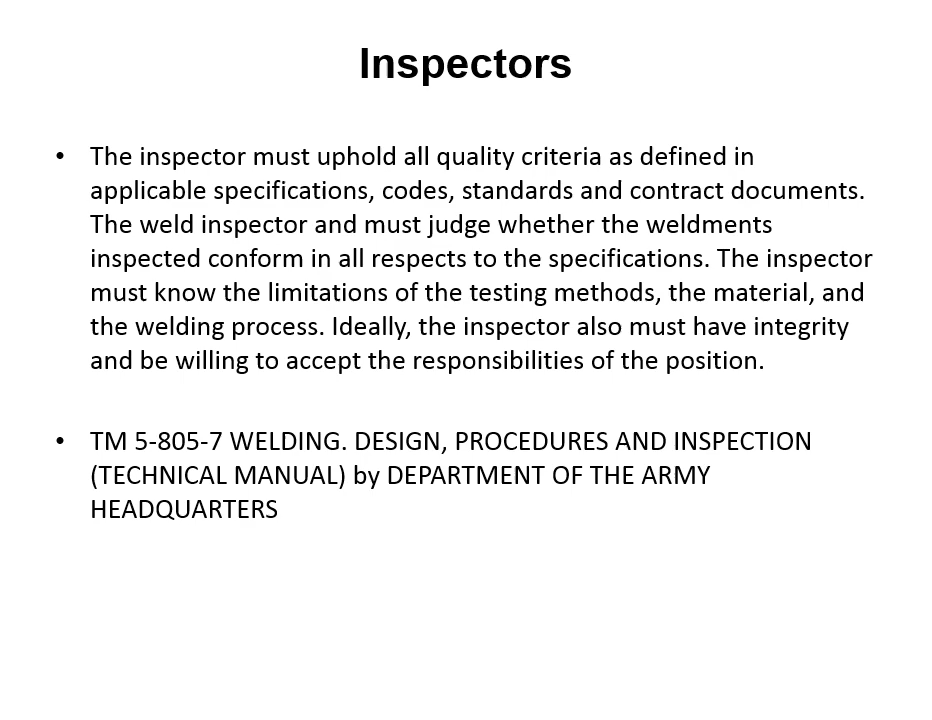 Inspectors
• The inspector must uphold all quality criteria as defined in
applicable specifications, codes, standards and contract documents.
The weld inspector and must judge whether the weldments
inspected conform in all respects to the specifications. The inspector
must know the limitations of the testing methods, the material, and
the welding process. Ideally, the inspector also must have integrity
and be willing to accept the responsibilities of the position.
• TM 5-805-7 WELDING. DESIGN, PROCEDURES AND INSPECTION
(TECHNICAL MANUAL) by DEPARTMENT OF THE ARMY
HEADQUARTERS